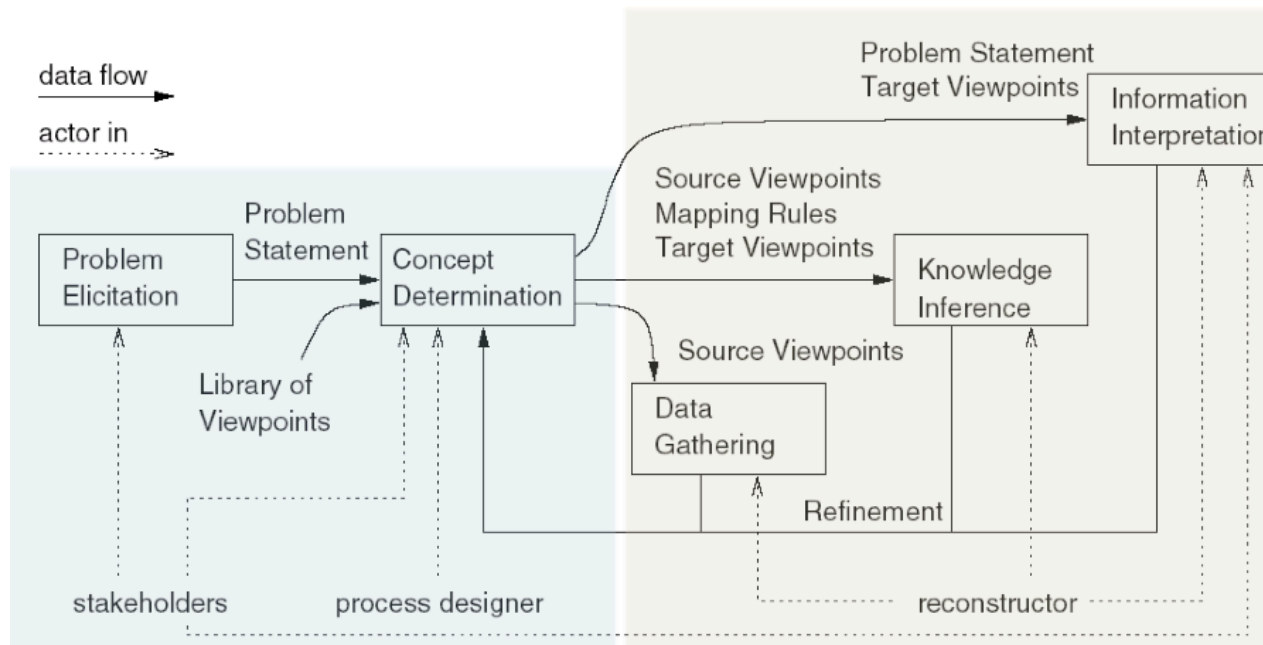 data flow
actor in
Problem Statement
Target Viewpoints
Information
Interpretation
Source Viewpoints
Mapping Rules
Target Viewpoints
Problem
Statement
Problem
Elicitation
Concept
Determination
Knowledge
Inference
Source Viewpoints
Library of
Viewpoints
Data
Gathering
Refinement
stakeholders
process designer
reconstructor